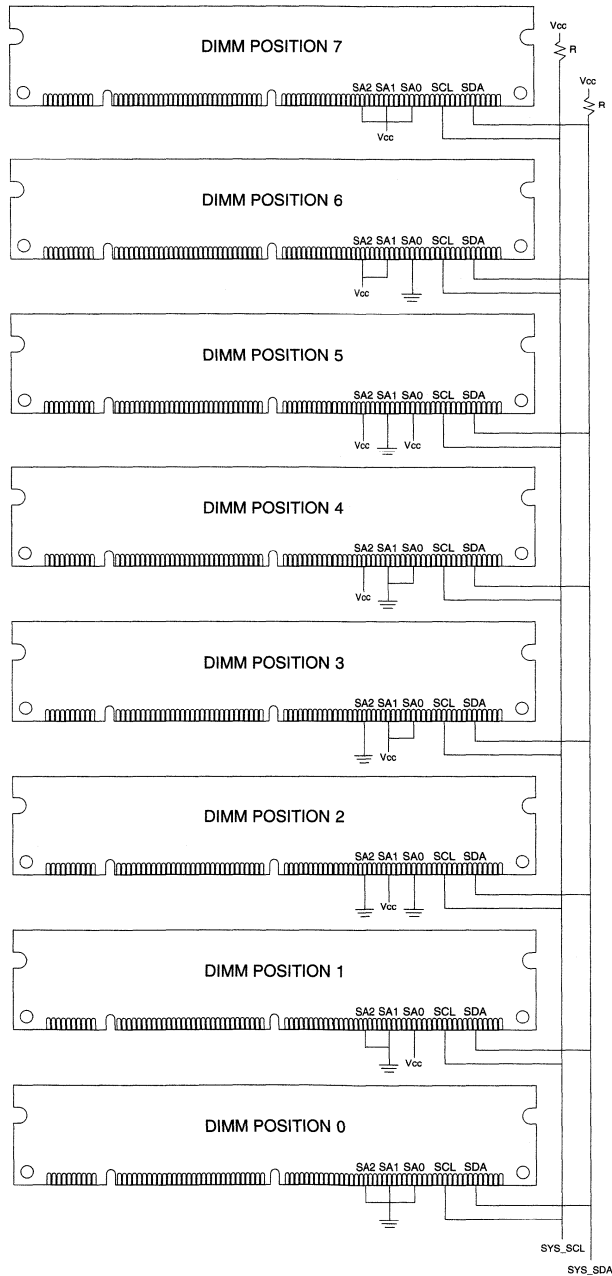 Vcc
R
DIMM POSITION 7
Vcc
R
SA2 SA1 SA0 SCL SDA
Vcc
DIMM POSITION 6
SA2 SA1 SA0 SCL SDA
Vcc
DIMM POSITION 5
SA2 SA1 SA0 SCL SDA
Vcc Vcc
DIMM POSITION 4
SA2 SA1 SA0 SCL SDA
Vcc
DIMM POSITION 3
SA2 SA1 SA0 SCL SDA
Vcc
DIMM POSITION 2
SA2 SA1 SA0 SCL SDA
Vcc
DIMM POSITION 1
SA2 SA1 SA0 SCL SDA
Vcc
DIMM POSITION 0
SA2 SA1 SA0 SCL SDA
SYS_SCL
SYS_SDA